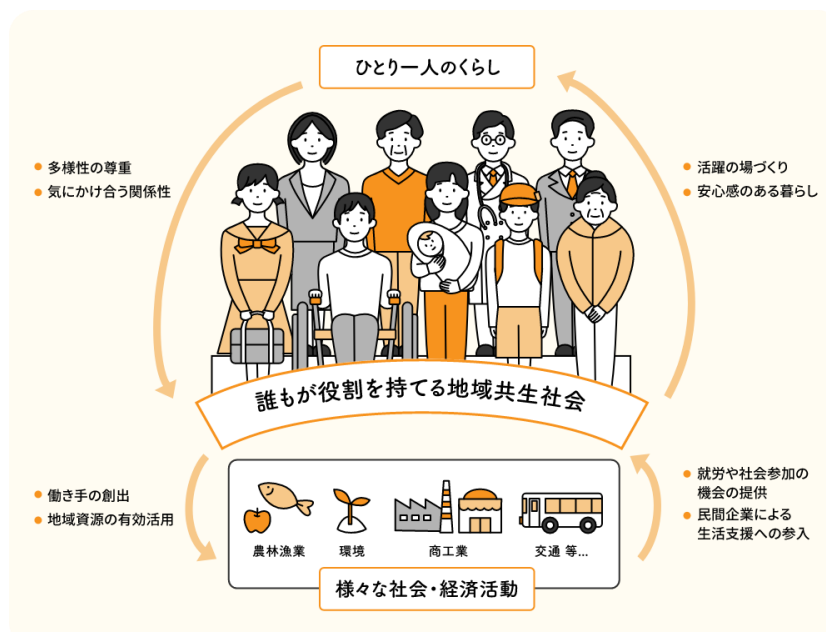 ひとり一人のくらし
多様性の尊重
気にかけ合う関係性
活躍の場づくり
安心感のある暮らし
誰もが役割を持てる地域共生社会
働き手の創出
地域資源の有効活用
就労や社会参加の
機会の提供
民間企業による
生活支援への参入
農林漁業
環境
商工業
交通 等...
様々な社会・経済活動